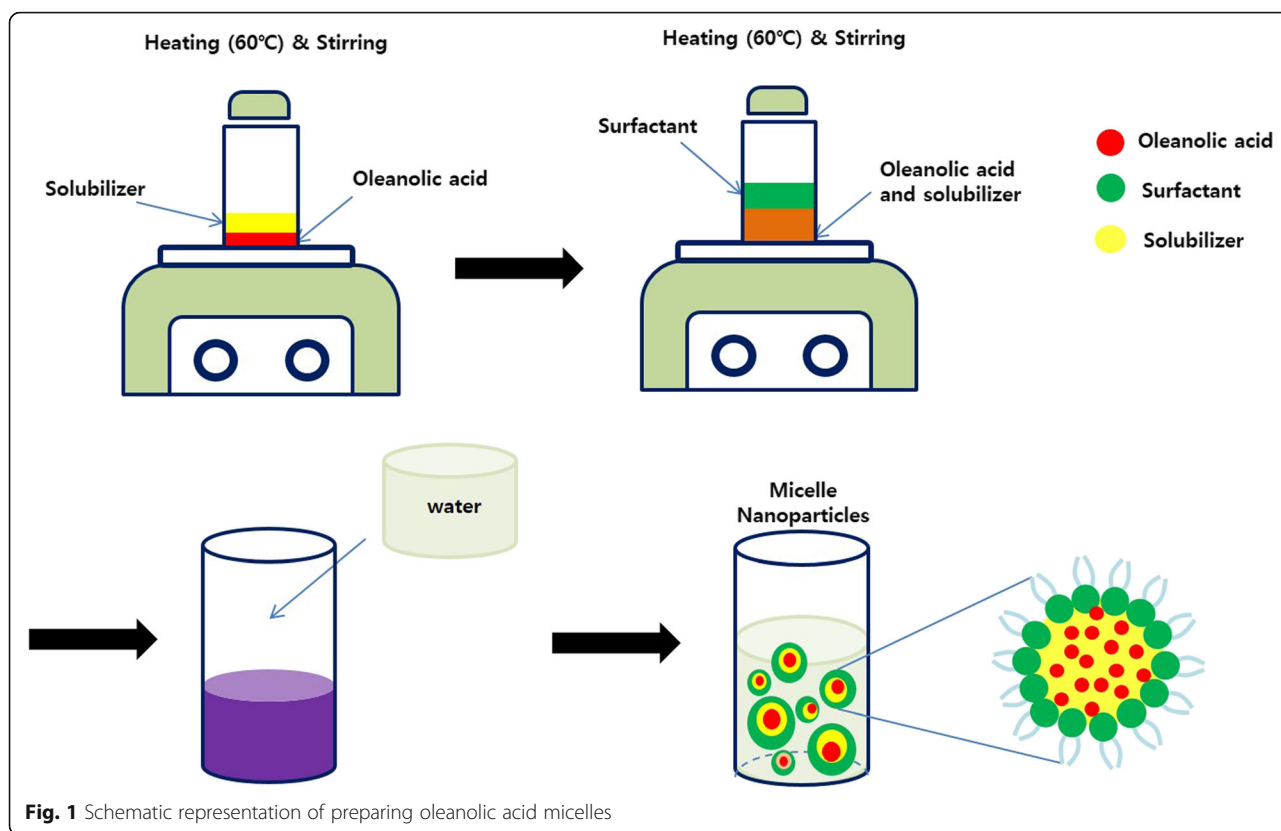 Heating (60℃) & Stirring
Solubilizer
Oleanolic acid
Heating (60℃) & Stirring
Surfactant
Oleanolic acid
and solubilizer
Oleanolic acid
Surfactant
Solubilizer
water
Micelle
Nanoparticles
Fig. 1 Schematic representation of preparing oleanolic acid micelles